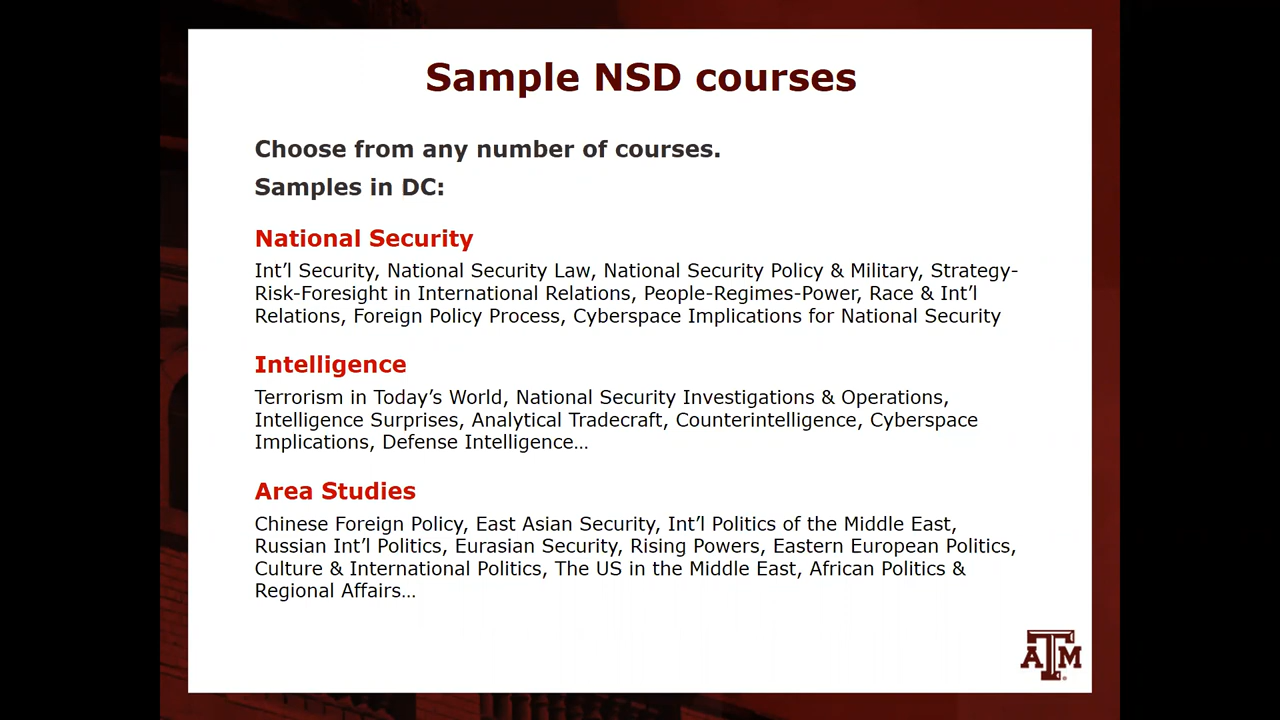 Sample NSD courses
Choose from any number of courses.
Samples in DC:
National Security
Int’l Security, National Security Law, National Security Policy & Military, Strategy-
Risk-Foresight in International Relations, People-Regimes-Power, Race & Int’l
Relations, Foreign Policy Process, Cyberspace Implications for National Security
Intelligence
Terrorism in Today’s World, National Security Investigations & Operations,
Intelligence Surprises, Analytical Tradecraft, Counterintelligence, Cyberspace
Implications, Defense Intelligence…
Area Studies
Chinese Foreign Policy, East Asian Security, Int’l Politics of the Middle East,
Russian Int’l Politics, Eurasian Security, Rising Powers, Eastern European Politics,
Culture & International Politics, The US in the Middle East, African Politics &
Regional Affairs…
ATM